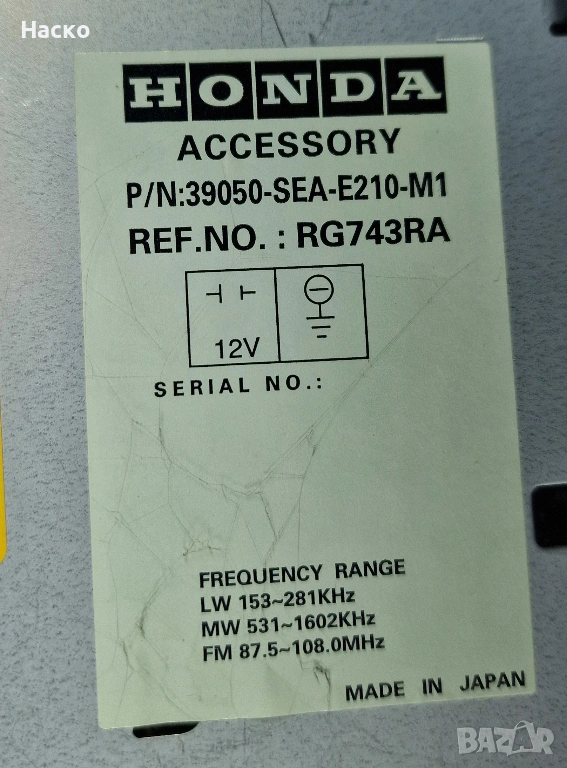 Наско
HONDA
ACCESSORY
P/N:39050-SEA-E210-M1
REF.NO. : RG743RA
12V
SERIAL NO.:
FREQUENCY RANGE
LW 153~281KHz
MW 531~1602KHz
FM 87.5~108.0MHz
MADE IN JAPAN
BAZAR